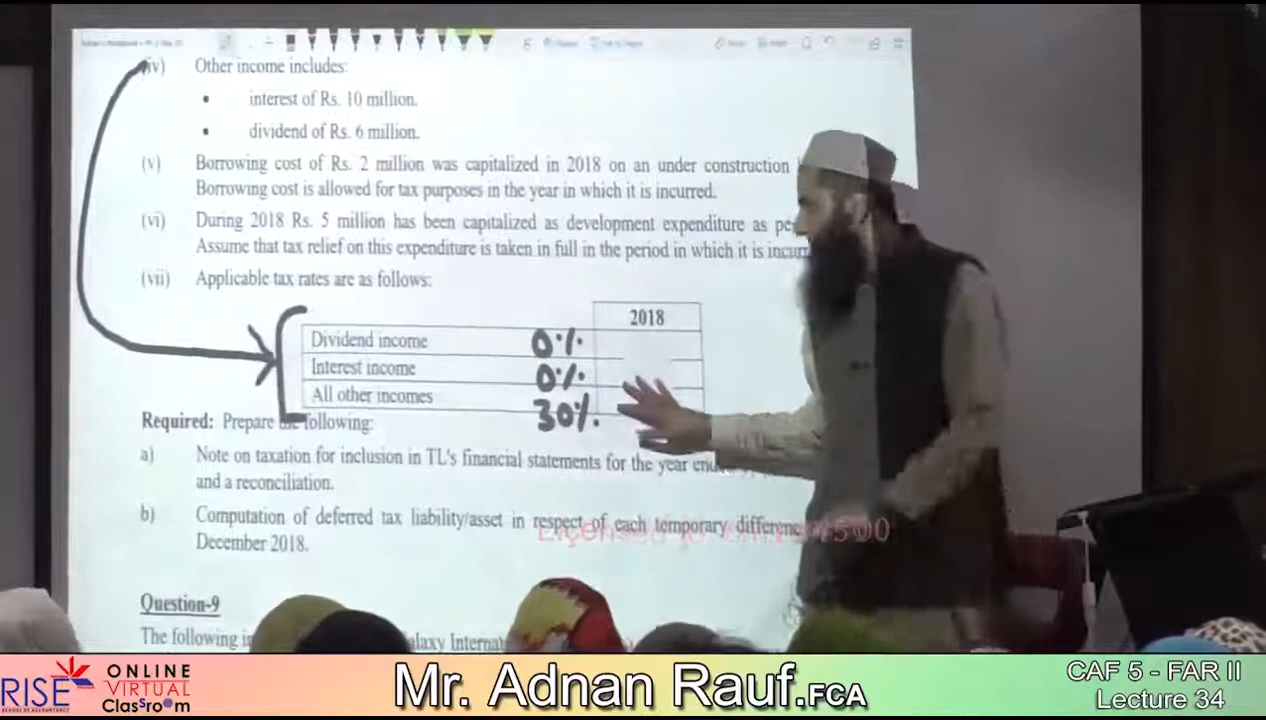 iv) Other income includes:
• interest of Rs. 10 million.
• dividend of Rs. 6 million.
(v) Borrowing cost of Rs. 2 million was capitalized in 2018 on an under construction
Borrowing cost is allowed for tax purposes in the year in which it is incurred.
(vi) During 2018 Rs. 5 million has been capitalized as development expenditure as
Assume that tax relief on this expenditure is taken in full in the period in which it is
(vii) Applicable tax rates are as follows:
2018
Dividend income 0%
Interest income 0%
All other incomes 30%.
Required: Prepare the following:
a) Note on taxation for inclusion in TL's financial statements for the year
and a reconciliation.
b) Computation of deferred tax liability/asset in respect of each temporary
December 2018.
Question-9
The following
RISE
SCHOOL OF ACCOUNTANCY
ONLINE
VIRTUAL
Classroom
Mr. Adnan Rauf.FCA
CAF 5 - FAR II
Lecture 34